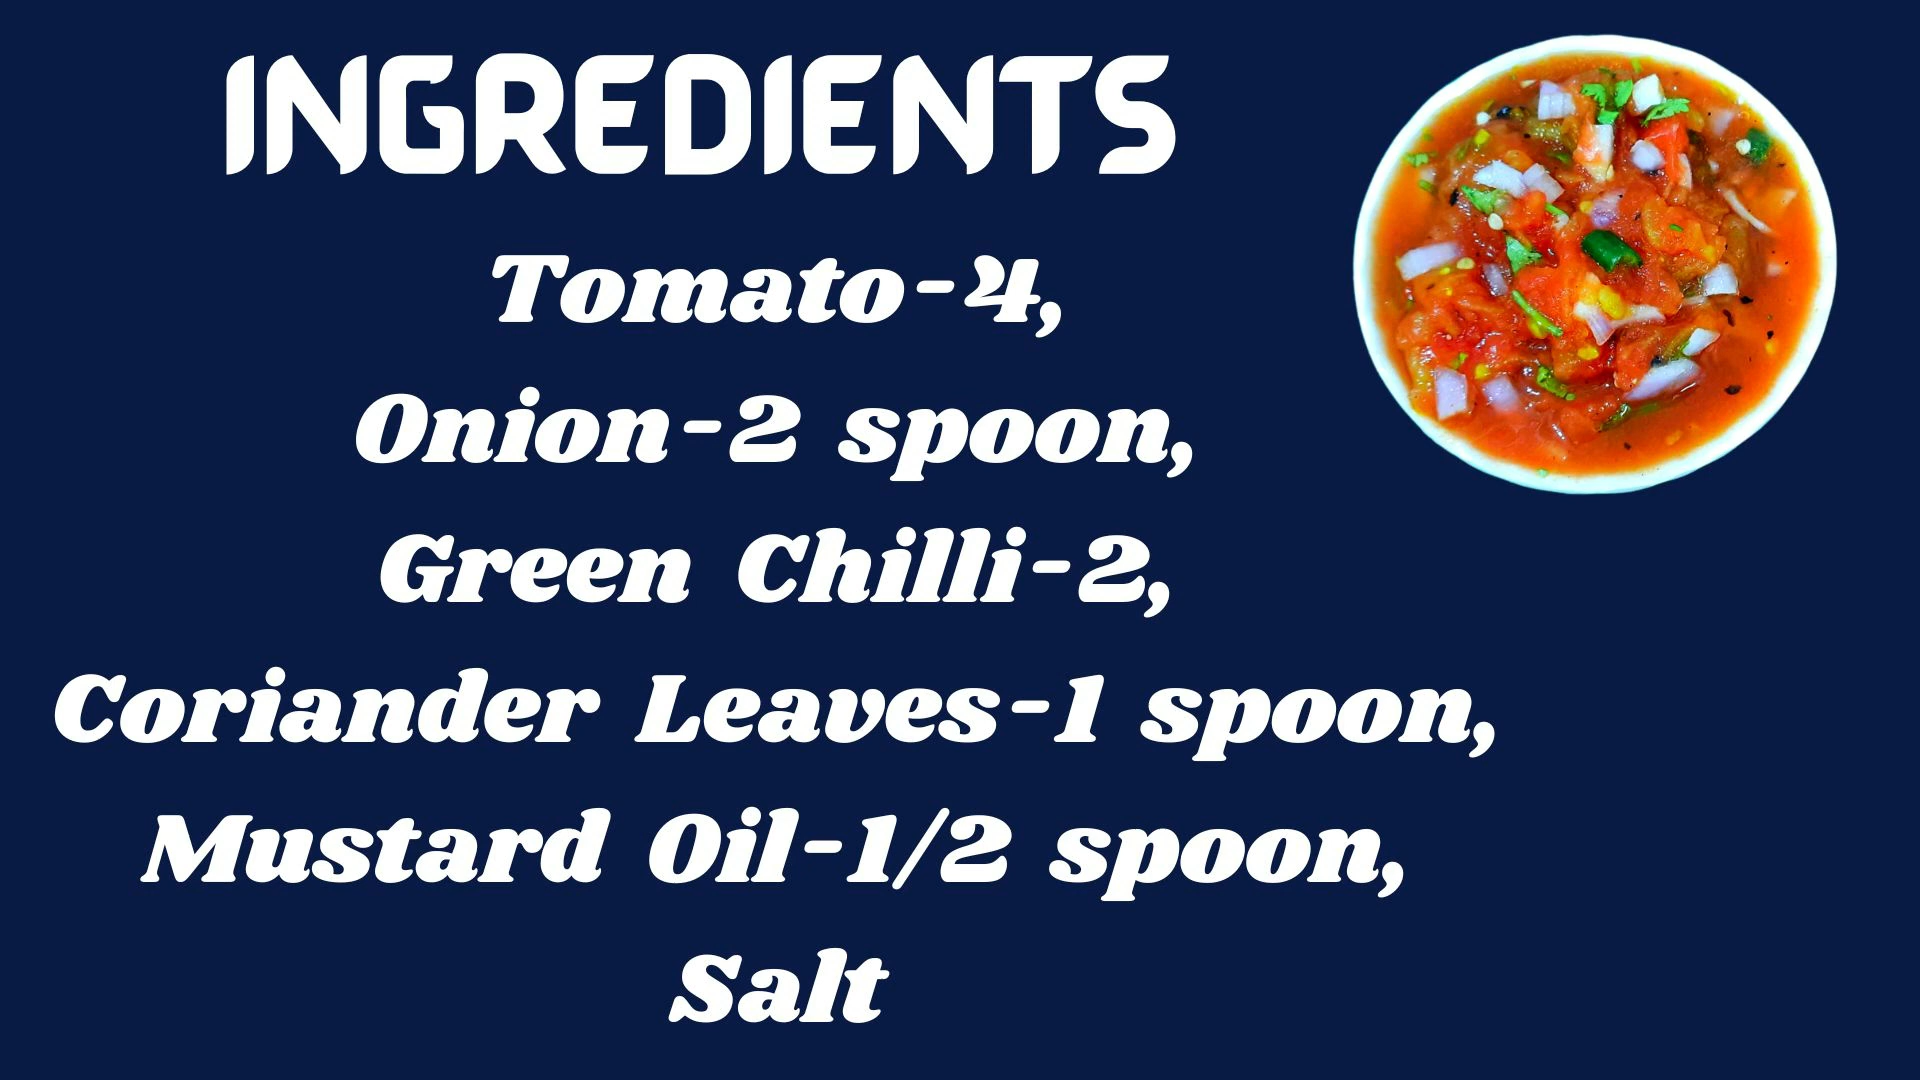 INGREDIENTS
Tomato-4,
Onion-2 spoon,
Green Chilli-2,
Coriander Leaves-1 spoon,
Mustard Oil-1/2 spoon,
Salt